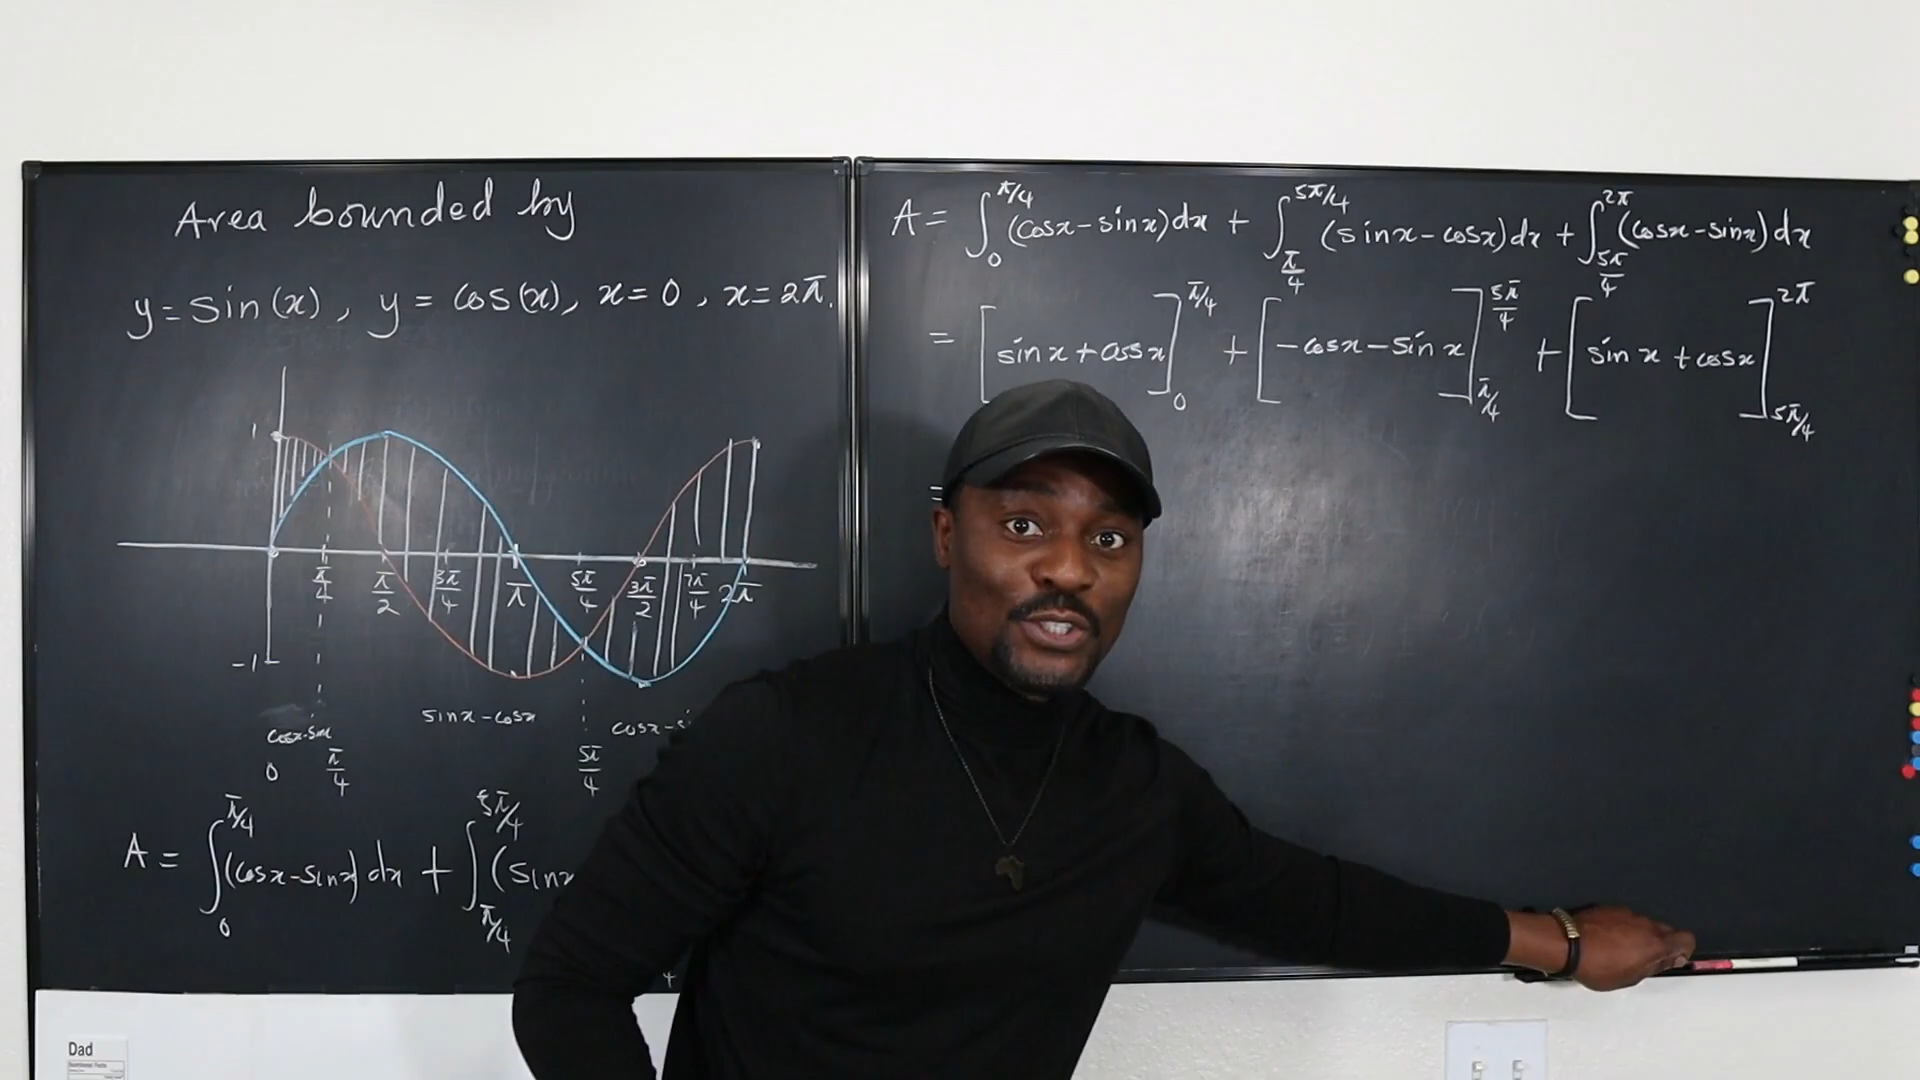 Area bounded by
y = sin(x), y = cos(x), x = 0, x = 2π.
1
π/4 π/2 3π/4 π 5π/4 3π/2 7π/4 2π
-1
cosx-sinx sinx-cosx cosx-si
0 π/4 5π/4
A = ∫₀^{π/4} (cosx-sinx) dx + ∫_{π/4}^{5π/4} (sinx
4
A = ∫₀^{π/4} (cosx-sinx)dx + ∫_{π/4}^{5π/4} (sinx-cosx)dx + ∫_{5π/4}^{2π} (cosx-sinx)dx
= [sinx+cosx]₀^{π/4} + [-cosx-sinx]_{π/4}^{5π/4} + [sinx+cosx]_{5π/4}^{2π}
=
Dad